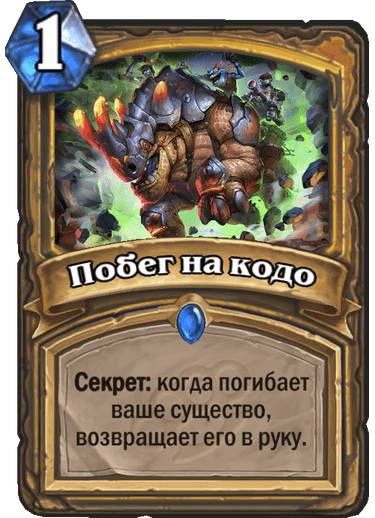 1
Побег на кодо
Секрет: когда погибает
ваше существо,
возвращает его в руку.